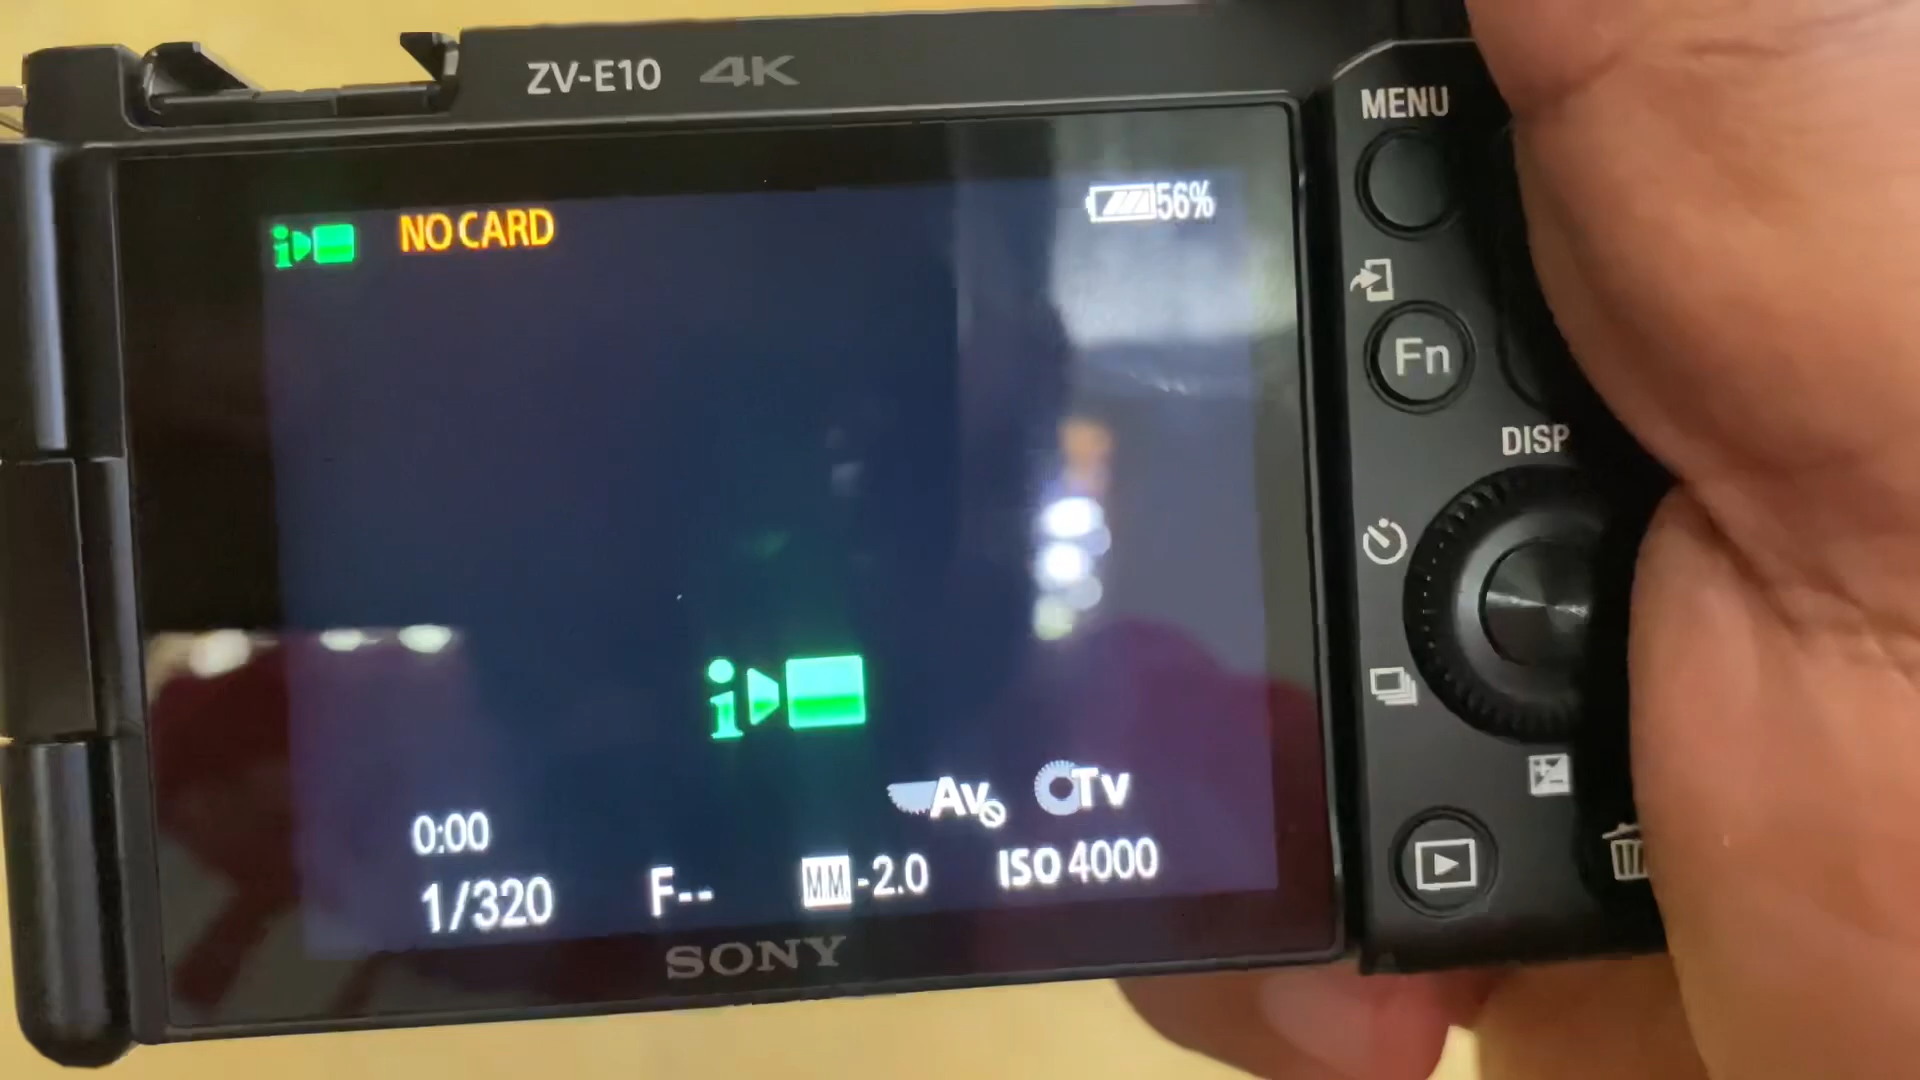 ZV-E10 4K
MENU
NO CARD
56%
Fn
DISP
Av Tv
0:00
1/320 F-- M.M. -2.0 ISO 4000
SONY